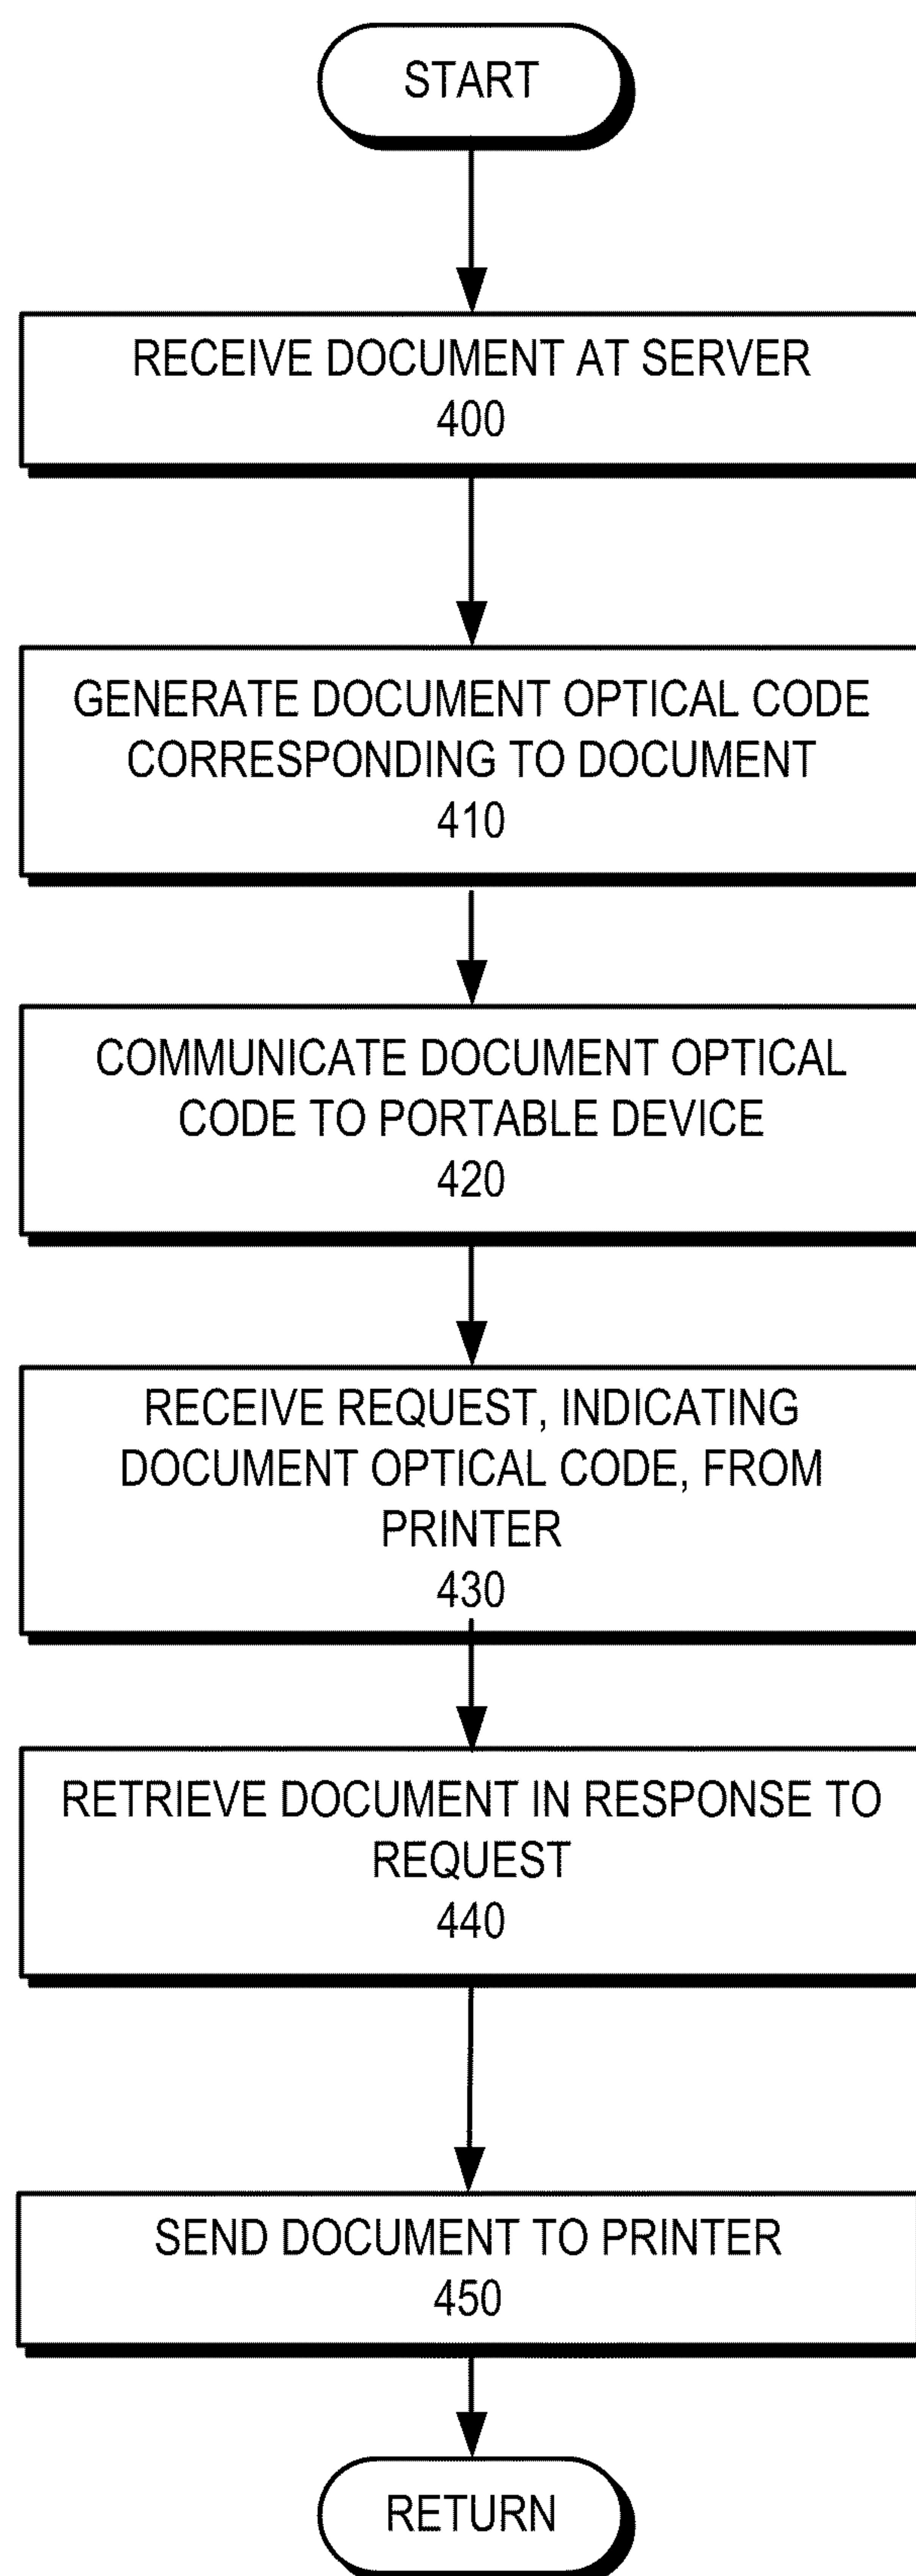 START
RECEIVE DOCUMENT AT SERVER
400
GENERATE DOCUMENT OPTICAL CODE
CORRESPONDING TO DOCUMENT
410
COMMUNICATE DOCUMENT OPTICAL
CODE TO PORTABLE DEVICE
420
RECEIVE REQUEST, INDICATING
DOCUMENT OPTICAL CODE, FROM
PRINTER
430
RETRIEVE DOCUMENT IN RESPONSE TO
REQUEST
440
SEND DOCUMENT TO PRINTER
450
RETURN